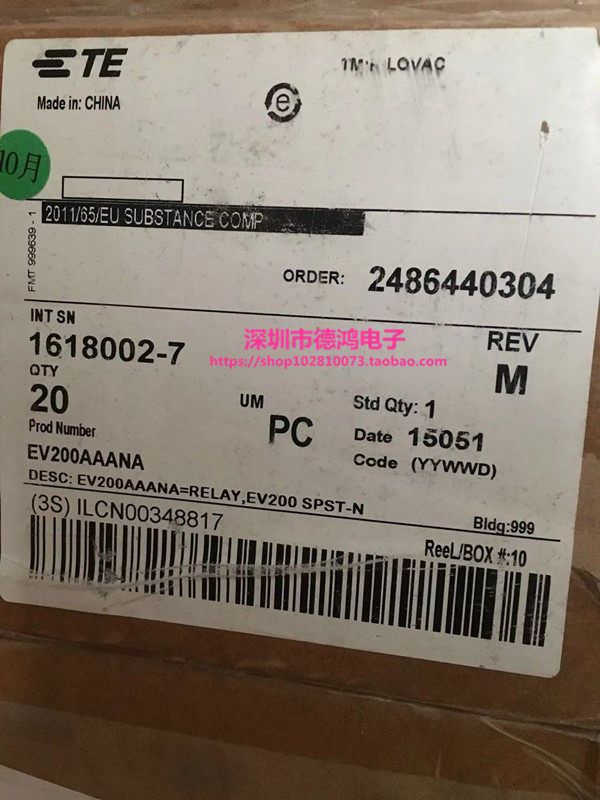 TE
LOVAC
Made in: CHINA
e
10月
2011/65/EU SUBSTANCE COMP
FMT 999639 - 1
ORDER: 2486440304
INT SN
1618002-7
深圳市德鸿电子
https://shop102810073.taobao.com
REV
M
QTY
20
UM
PC
Std Qty: 1
Date 15051
Code (YYWWD)
Prod Number
EV200AAANA
DESC: EV200AAANA=RELAY,EV200 SPST-N
(3S) ILCN00348817
Bldg:999
Reel/BOX #:10